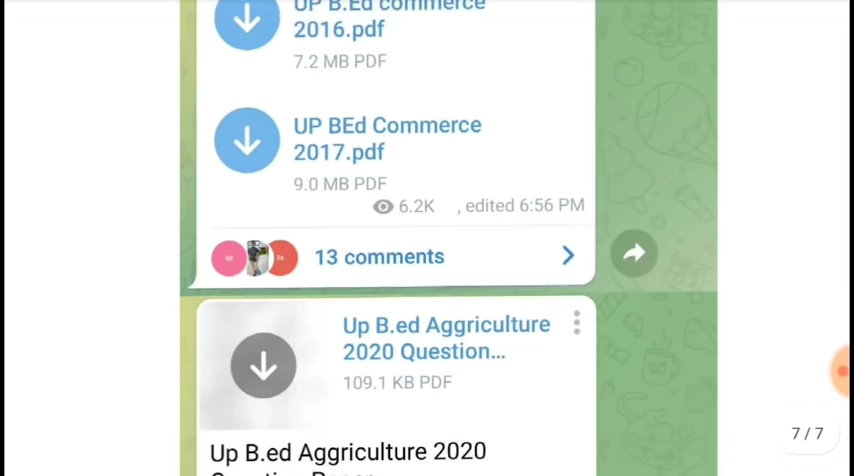 UP B.Ed commerce
2016.pdf
7.2 MB PDF
UP BEd Commerce
2017.pdf
9.0 MB PDF
6.2K , edited 6:56 PM
13 comments
Up B.ed Aggriculture
2020 Question...
109.1 KB PDF
7 / 7
Up B.ed Aggriculture 2020
Question Paper